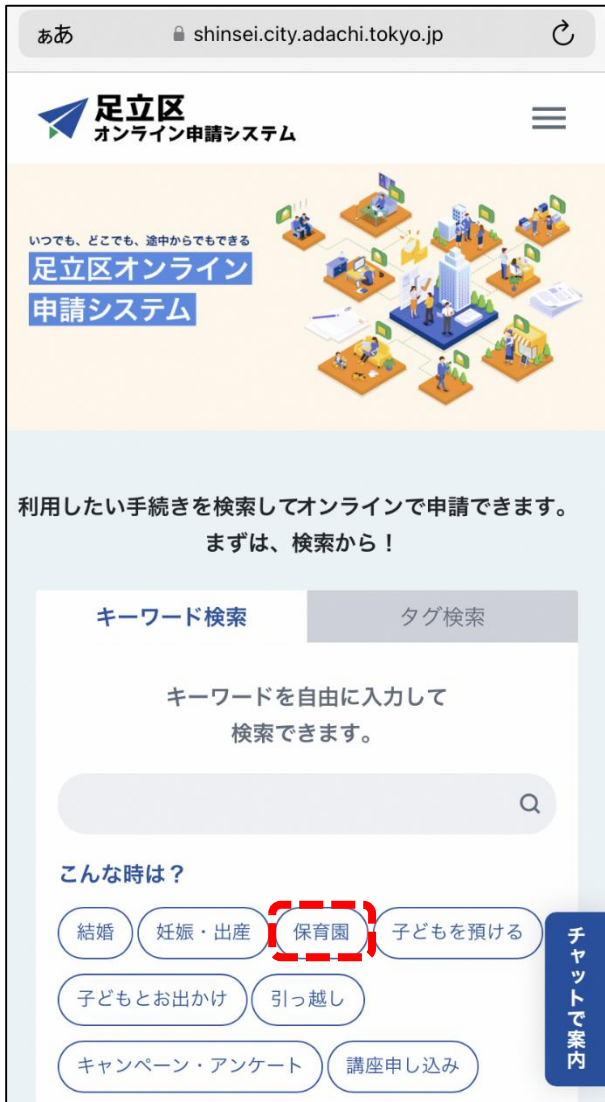 ぁあ shinsei.city.adachi.tokyo.jp
足立区
オンライン申請システム
いつでも、どこでも、途中からでもできる
足立区オンライン
申請システム
利用したい手続きを検索してオンラインで申請できます。
まずは、検索から！
キーワード検索 タグ検索
キーワードを自由に入力して
検索できます。
こんな時は？
結婚 妊娠・出産 保育園 子どもを預ける
子どもとお出かけ 引っ越し
キャンペーン・アンケート 講座申し込み
チャットで案内